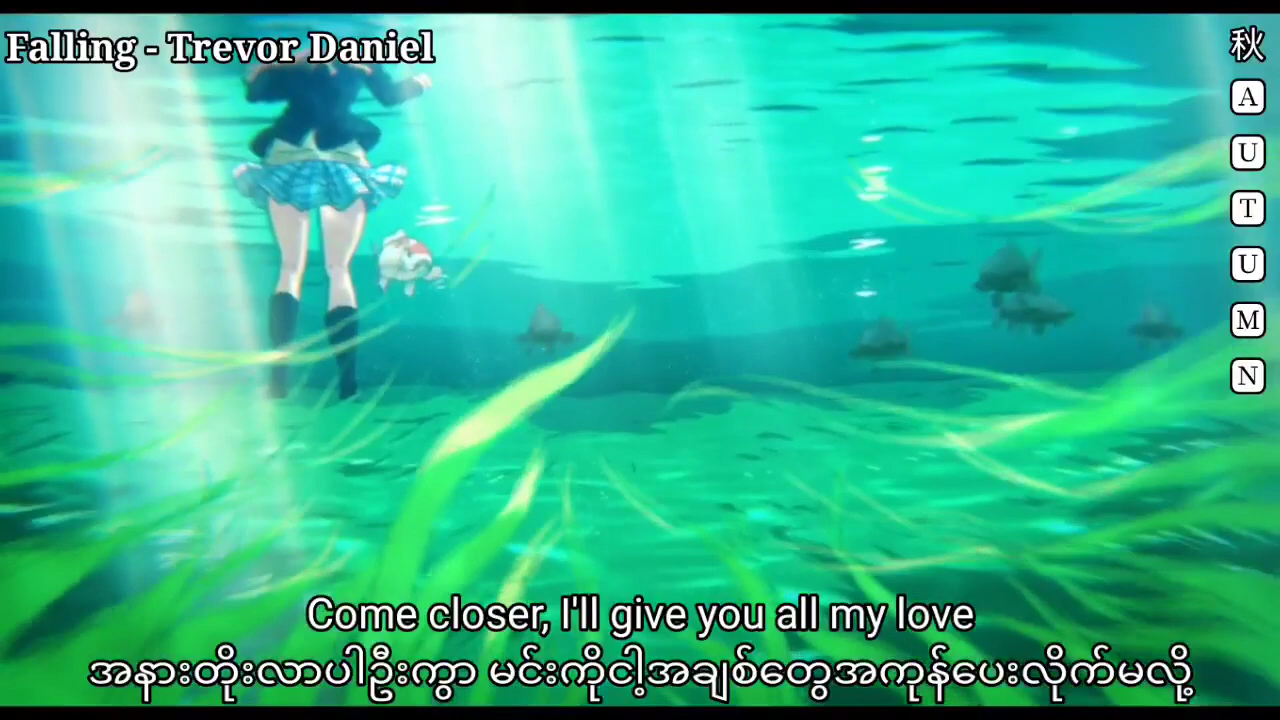 Falling - Trevor Daniel
秋
A
U
T
U
M
N
Come closer, I'll give you all my love
အနားတိုးလာပါဦးကွာ မင်းကိုငါ့အချစ်တွေအကုန်ပေးလိုက်မလို့